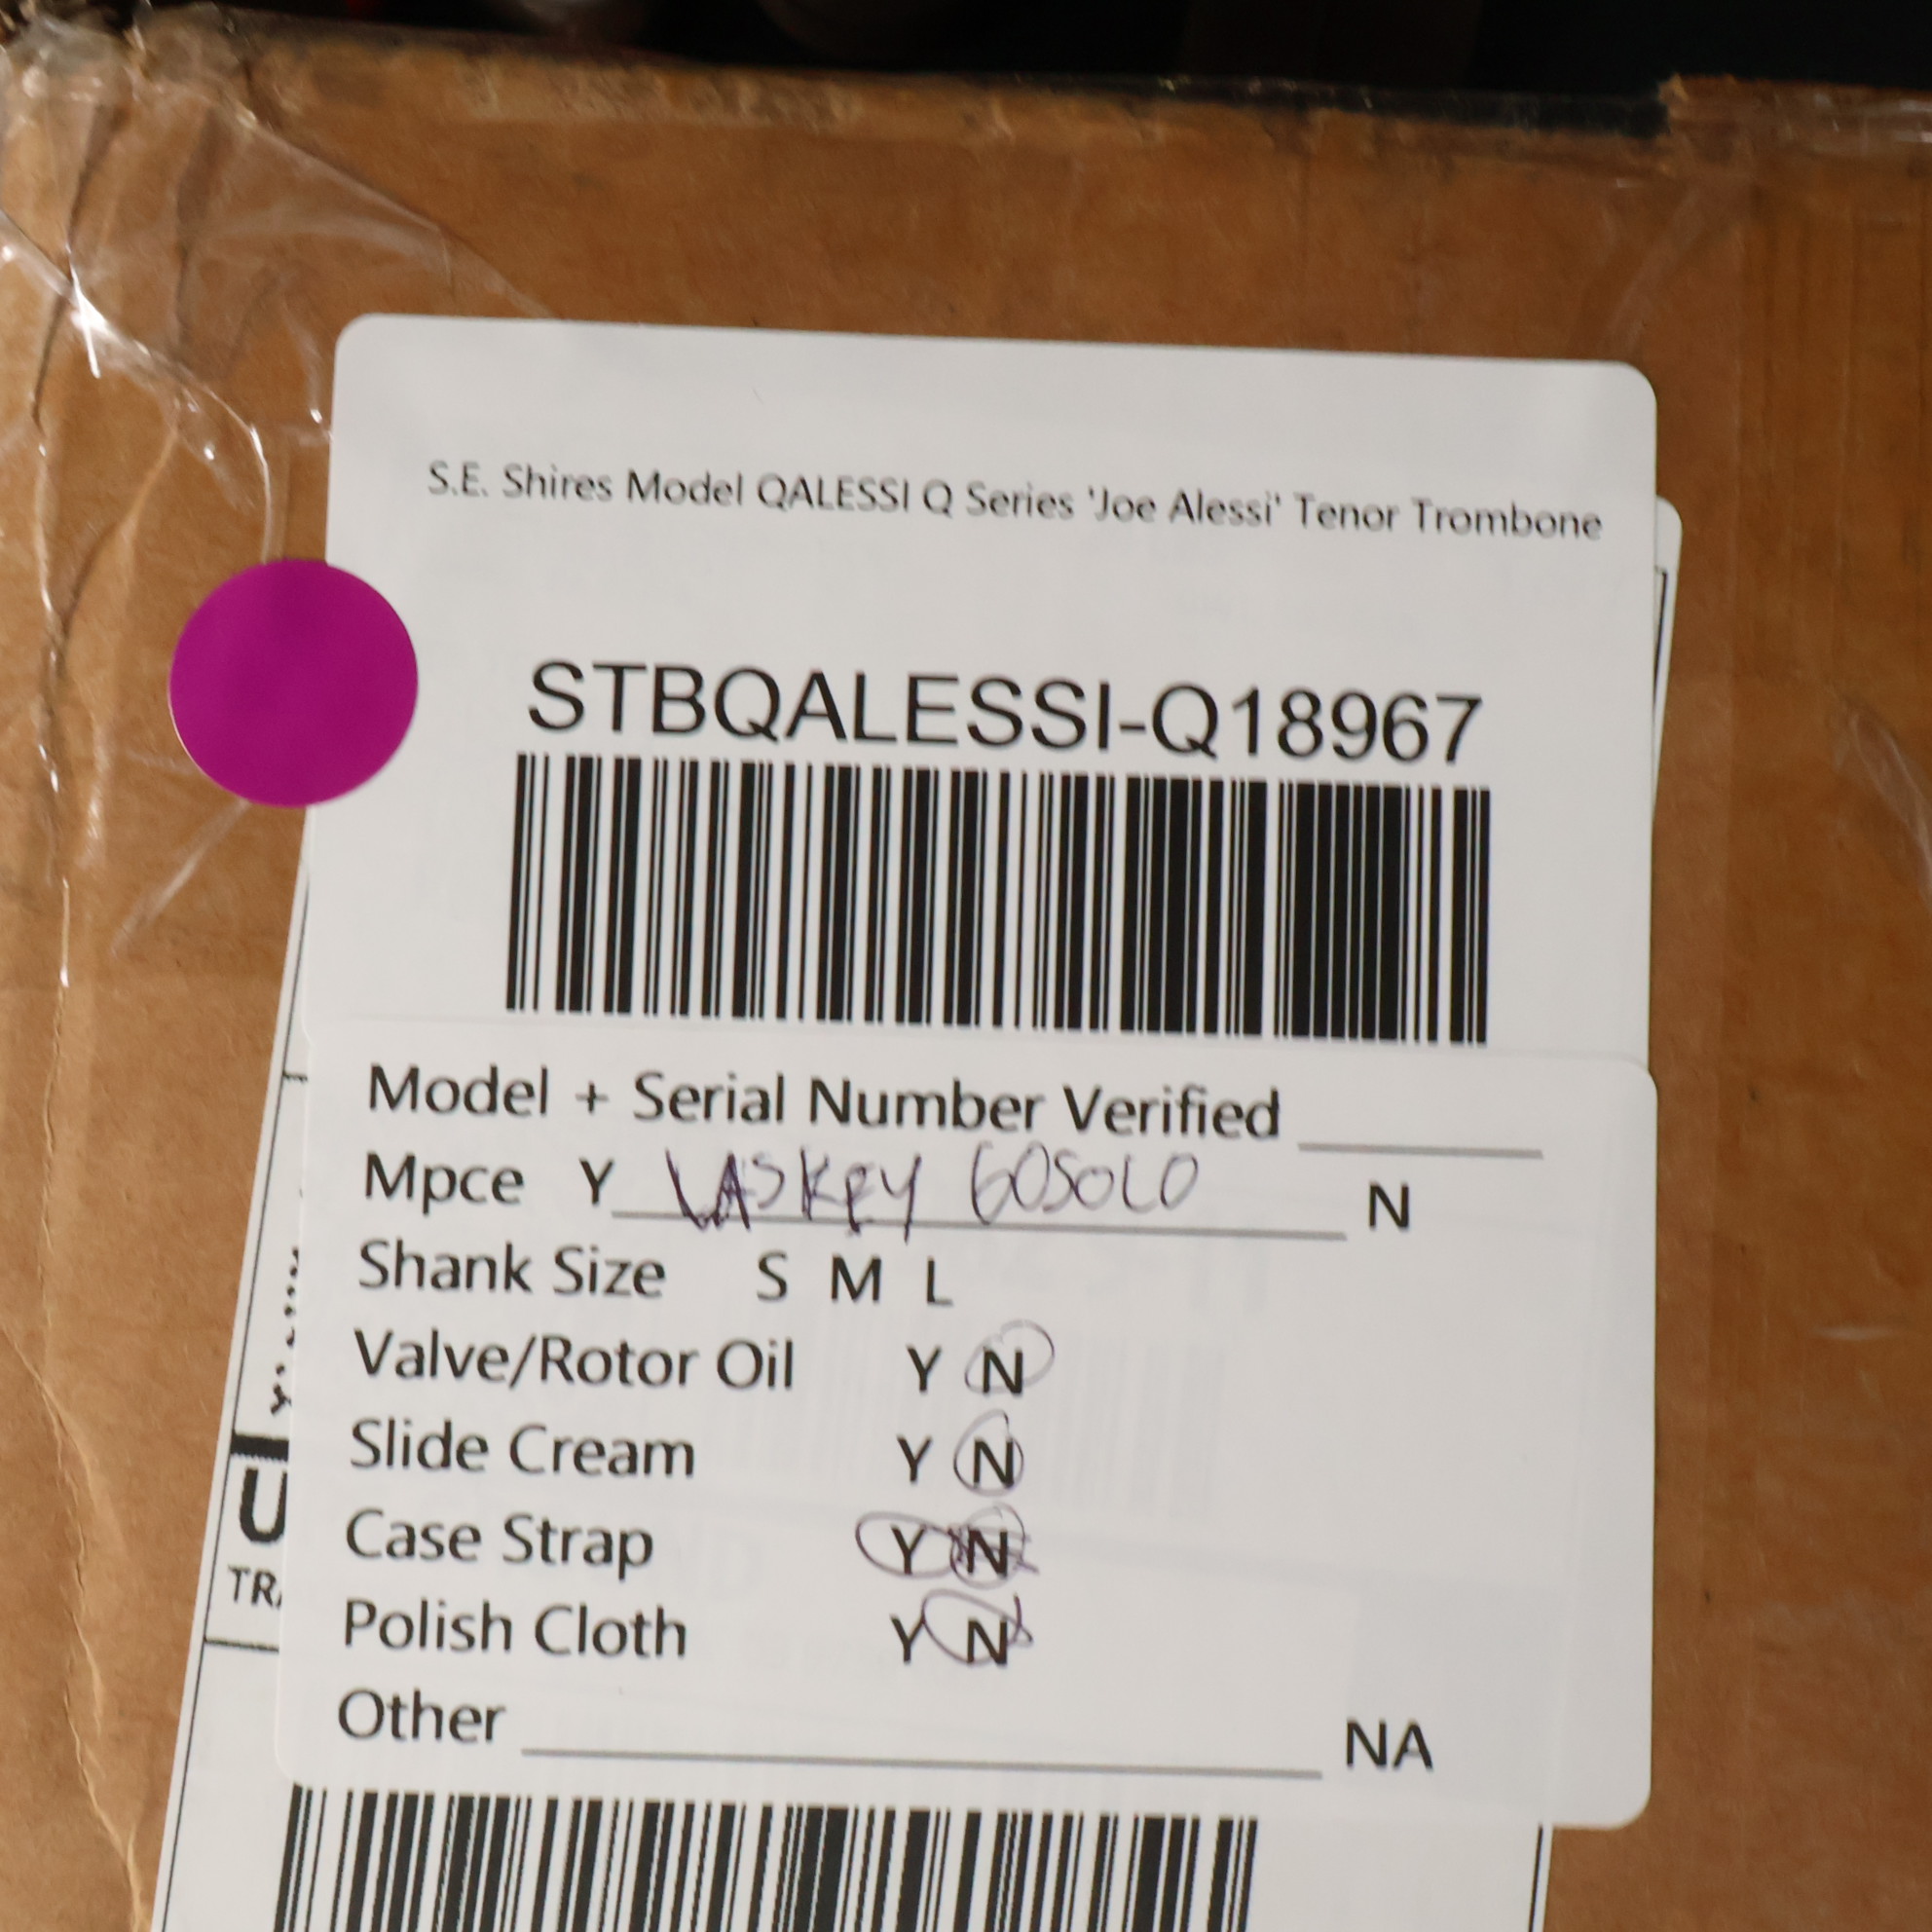 S.E. Shires Model QALESSI Q Series 'Joe Alessi' Tenor Trombone
STBQALESSI-Q18967
Model + Serial Number Verified
Mpce Y LASKEY 60SOLO N
Shank Size S M L
Valve/Rotor Oil Y N
Slide Cream Y N
Case Strap Y N
Polish Cloth Y N
Other NA
U
TRA